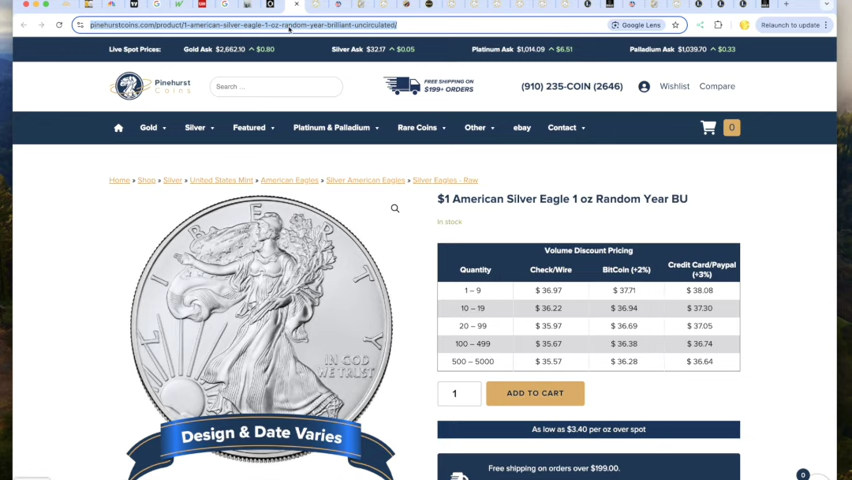 pinehurstcoins.com/product/1-american-silver-eagle-1-oz-random-year-brilliant-uncirculated/
Google Lens
Relaunch to update
Live Spot Prices:
Gold Ask $2,662.10 ^ $0.80
Silver Ask $32.17 ^ $0.05
Platinum Ask $1,014.09 ^ $6.51
Palladium Ask $1,039.70 ^ $0.33
Pinehurst
Coins
Search ...
FREE SHIPPING ON
$199+ ORDERS
(910) 235-COIN (2646)
Wishlist
Compare
Gold
Silver
Featured
Platinum & Palladium
Rare Coins
Other
ebay
Contact
0
Home » Shop » Silver » United States Mint » American Eagles » Silver American Eagles » Silver Eagles - Raw
$1 American Silver Eagle 1 oz Random Year BU
In stock
Volume Discount Pricing
Quantity Check/Wire BitCoin (+2%) Credit Card/Paypal (+3%)
1 – 9 $ 36.97 $ 37.71 $ 38.08
10 – 19 $ 36.22 $ 36.94 $ 37.30
20 – 99 $ 35.97 $ 36.69 $ 37.05
100 – 499 $ 35.67 $ 36.38 $ 36.74
500 – 5000 $ 35.57 $ 36.28 $ 36.64
1
ADD TO CART
As low as $3.40 per oz over spot
Free shipping on orders over $199.00.
LIBERTY
IN GOD
WE TRUST
Design & Date Varies
0